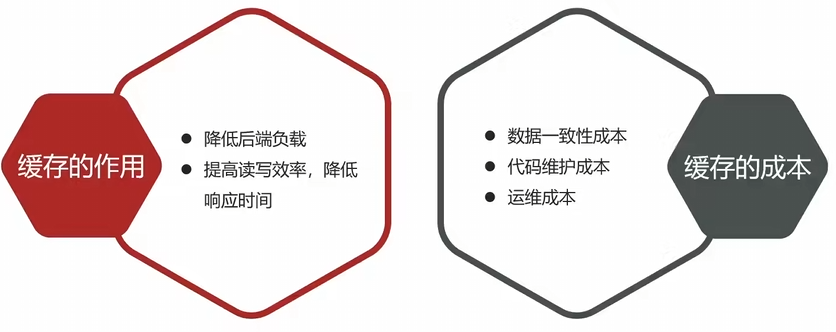 缓存的作用
● 降低后端负载
● 提高读写效率，降低
响应时间
● 数据一致性成本
● 代码维护成本
● 运维成本
缓存的成本